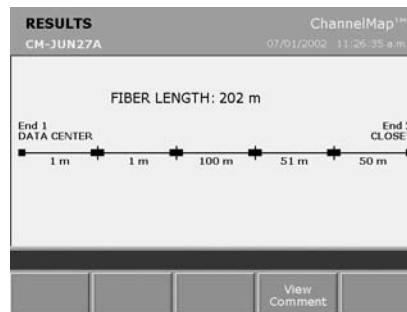 RESULTS
ChannelMap™
CM-JUN27A
07/01/2002 11:26:35 a.m.
FIBER LENGTH: 202 m
End 1
DATA CENTER
End
CLOSE
1 m
1 m
100 m
51 m
50 m
View
Comment